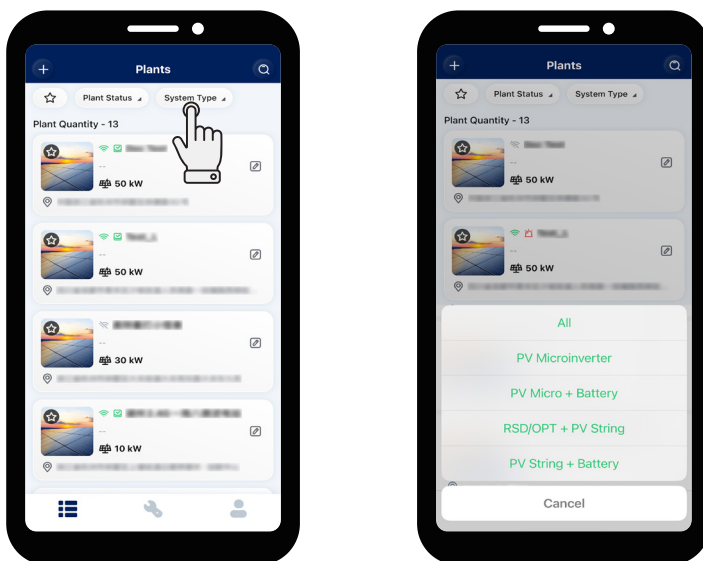 Plants
Plant Status
System Type
Plant Quantity - 13
--
50 kW
--
50 kW
--
30 kW
--
10 kW
Plants
Plant Status
System Type
Plant Quantity - 13
--
50 kW
--
50 kW
All
PV Microinverter
PV Micro + Battery
RSD/OPT + PV String
PV String + Battery
Cancel